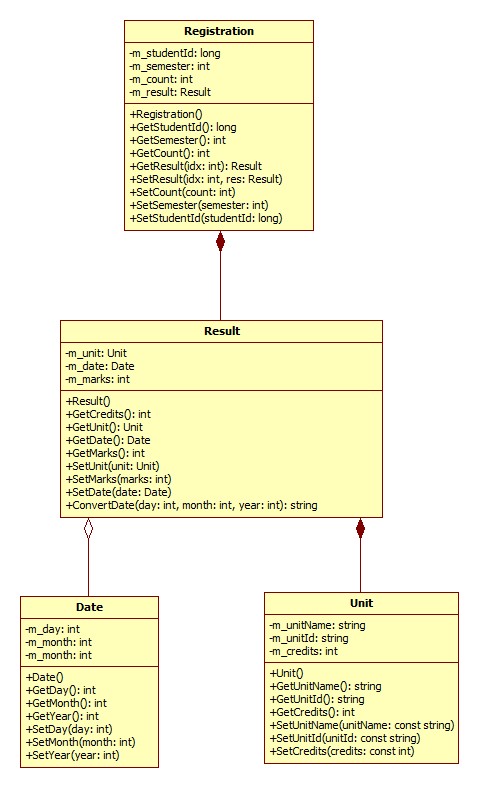 Registration
-m_studentId: long
-m_semester: int
-m_count: int
-m_result: Result
+Registration()
+GetStudentId(): long
+GetSemester(): int
+GetCount(): int
+GetResult(idx: int): Result
+SetResult(idx: int, res: Result)
+SetCount(count: int)
+SetSemester(semester: int)
+SetStudentId(studentId: long)
Result
-m_unit: Unit
-m_date: Date
-m_marks: int
+Result()
+GetCredits(): int
+GetUnit(): Unit
+GetDate(): Date
+GetMarks(): int
+SetUnit(unit: Unit)
+SetMarks(marks: int)
+SetDate(date: Date)
+ConvertDate(day: int, month: int, year: int): string
Date
-m_day: int
-m_month: int
-m_month: int
+Date()
+GetDay(): int
+GetMonth(): int
+GetYear(): int
+SetDay(day: int)
+SetMonth(month: int)
+SetYear(year: int)
Unit
-m_unitName: string
-m_unitId: string
-m_credits: int
+Unit()
+GetUnitName(): string
+GetUnitId(): string
+GetCredits(): int
+SetUnitName(unitName: const string)
+SetUnitId(unitId: const string)
+SetCredits(credits: const int)